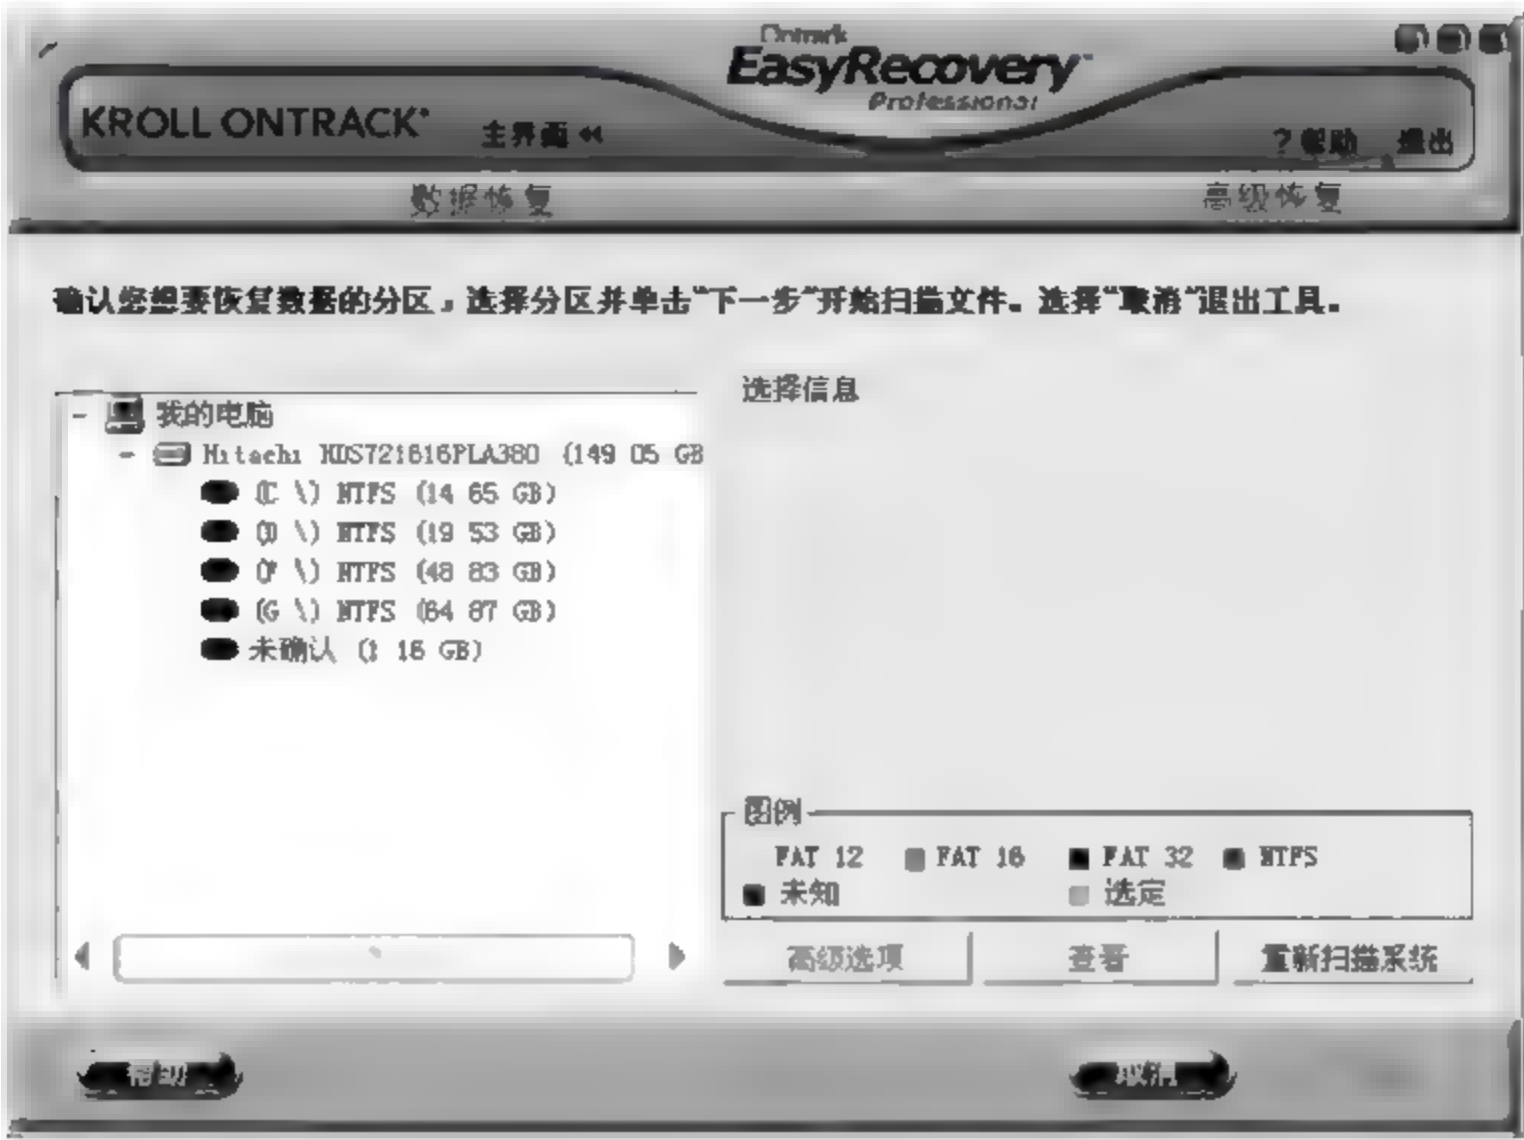 Ontrack
EasyRecovery
Professional
KROLL ONTRACK
主界面
? 帮助 退出
数据恢复 高级恢复
确认您想要恢复数据的分区，选择分区并单击“下一步”开始扫描文件。选择“取消”退出工具。
选择信息
我的电脑
Hitachi HDS721616PLA380 (149 05 GB
(C \) NTFS (14 65 GB)
(D \) NTFS (19 53 GB)
(F \) NTFS (48 83 GB)
(G \) NTFS (64 87 GB)
未确认 (1 16 GB)
图例
FAT 12 FAT 16 FAT 32 NTFS
未知 选定
高级选项 查看 重新扫描系统
帮助 取消